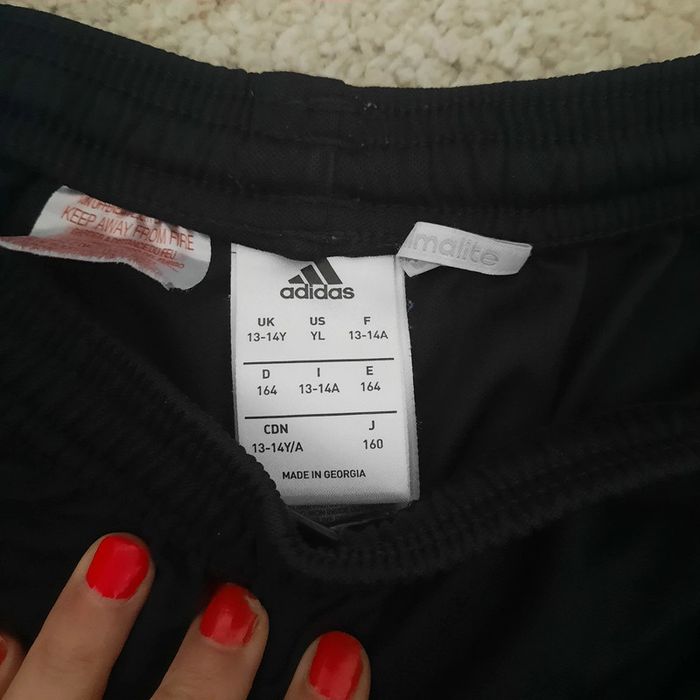 KEEP AWAY FROM FIRE
malite
adidas
UK US F
13-14Y YL 13-14A
D I E
164 13-14A 164
CDN J
13-14Y/A 160
MADE IN GEORGIA